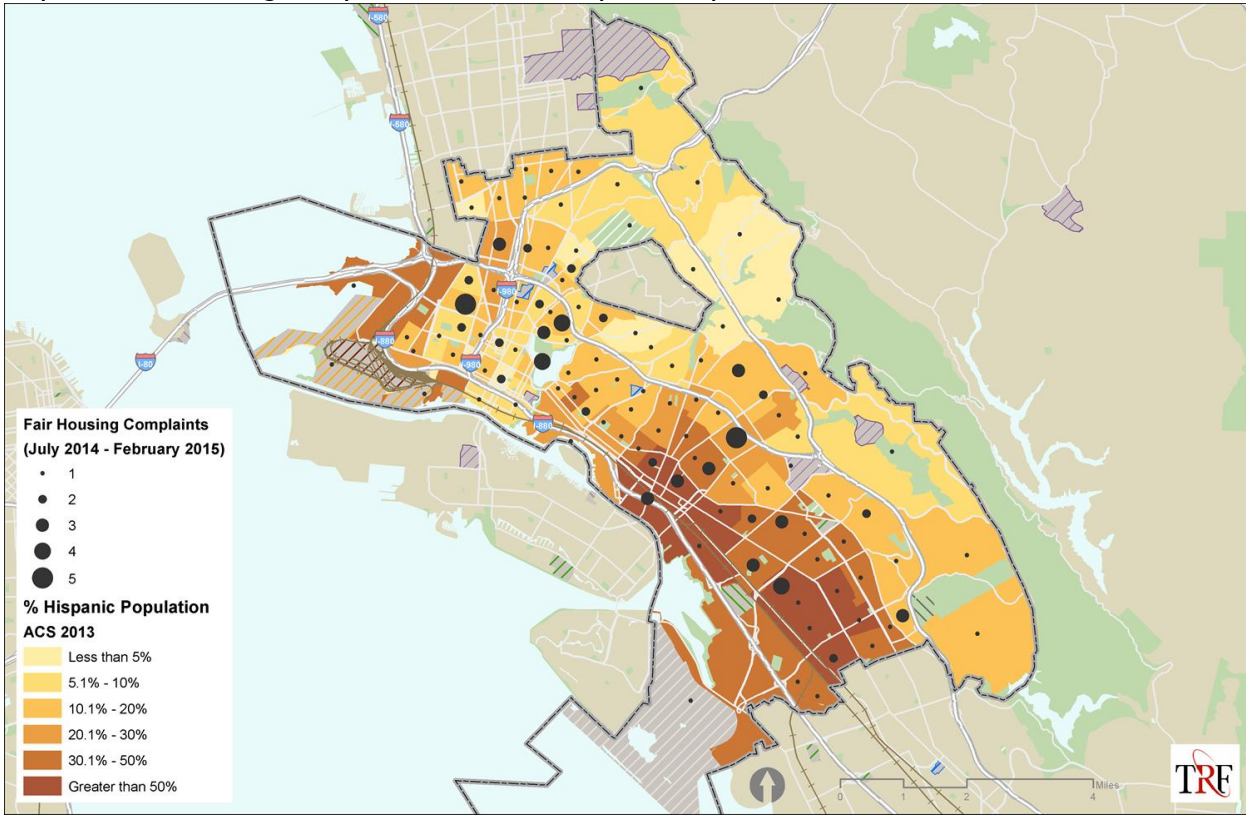 I-580
I-580
I-980
I-880
I-980
I-80
I-880
Fair Housing Complaints
(July 2014 - February 2015)
1
2
3
4
5
% Hispanic Population
ACS 2013
Less than 5%
5.1% - 10%
10.1% - 20%
20.1% - 30%
30.1% - 50%
Greater than 50%
Miles
0
1
2
4
TRF